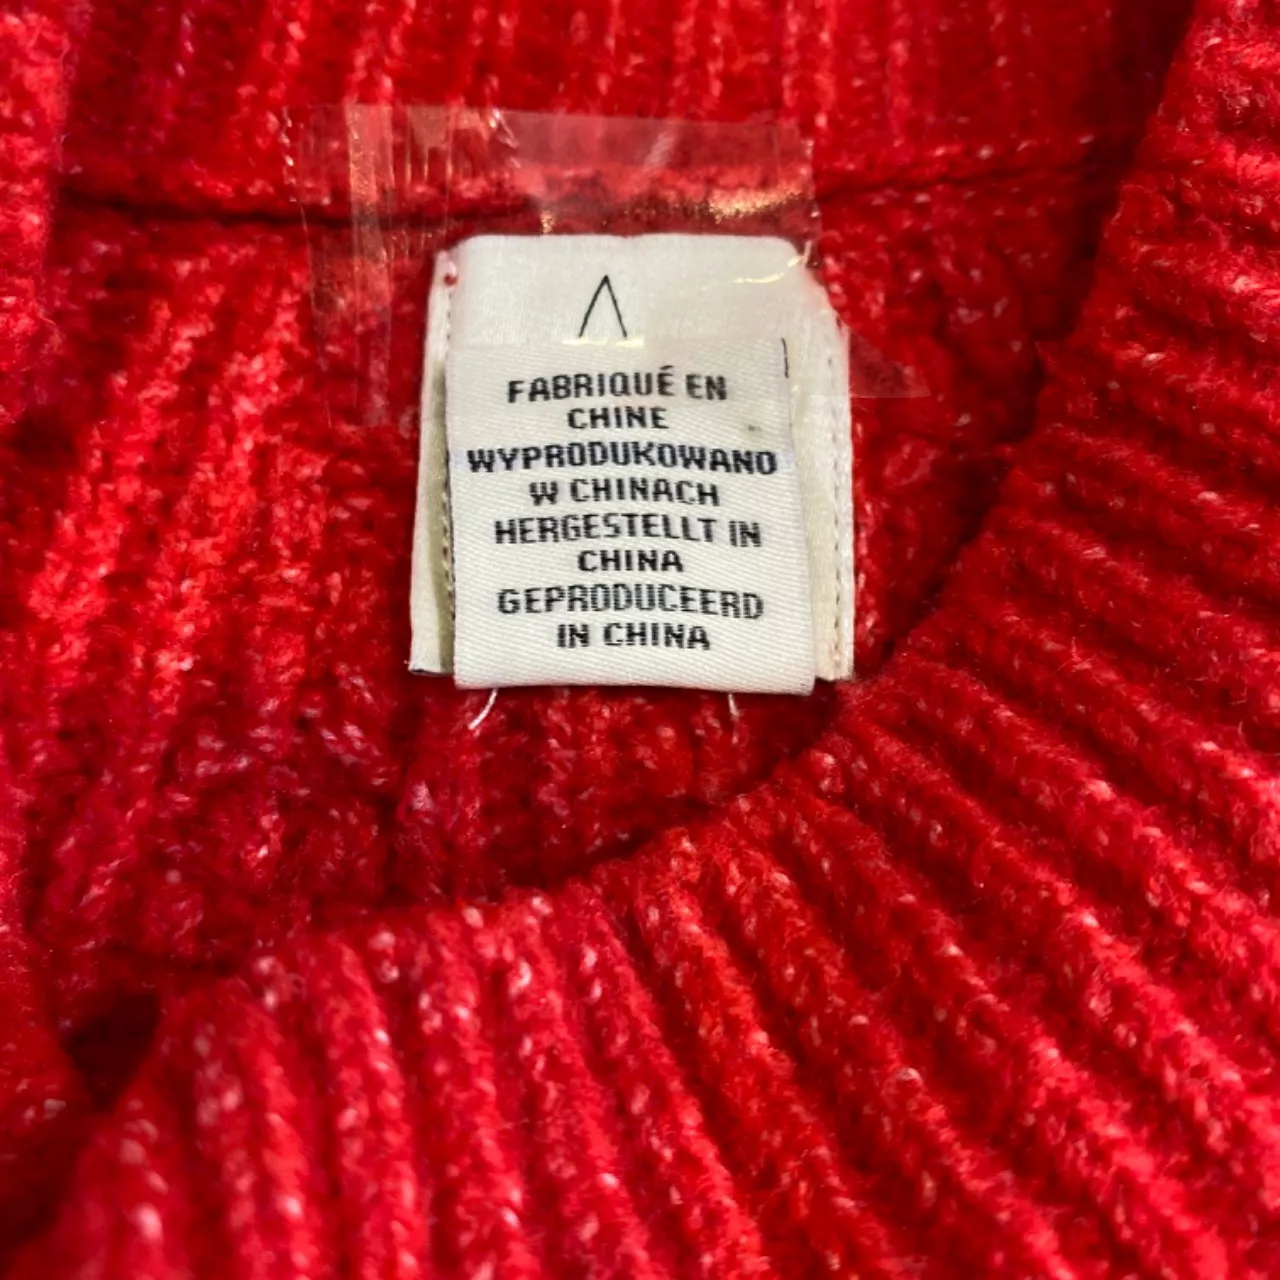 FABRIQUÉ EN
CHINE
WYPRODUKOWANO
W CHINACH
HERGESTELLT IN
CHINA
GEPRODUCEERD
IN CHINA